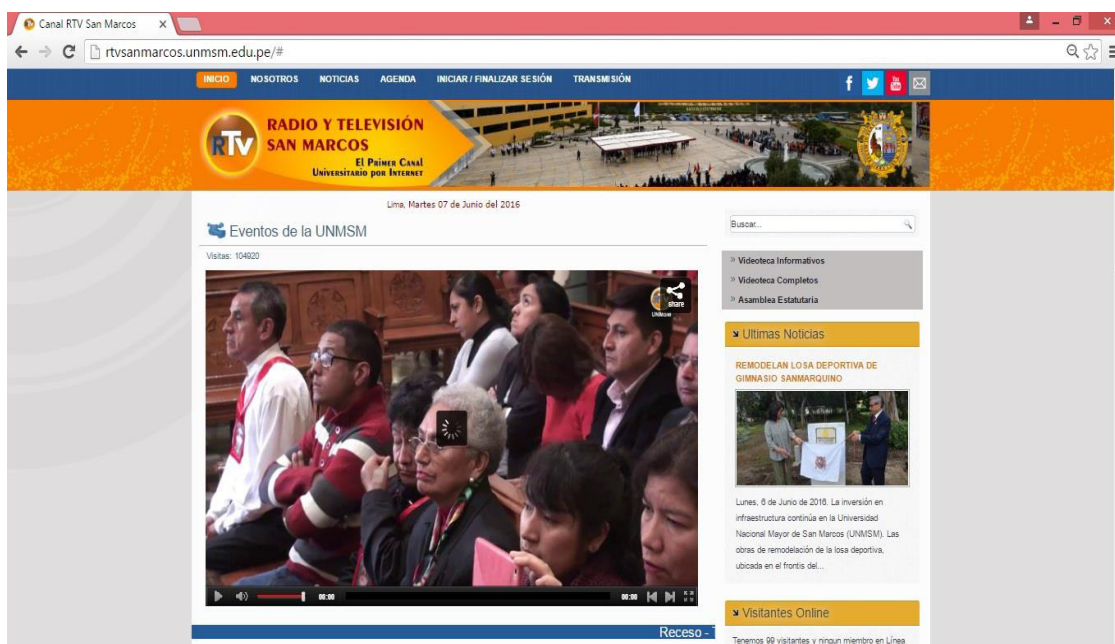 Canal RTV San Marcos
rtvsanmarcos.unmsm.edu.pe/#
INICIO NOSOTROS NOTICIAS AGENDA INICIAR / FINALIZAR SESIÓN TRANSMISIÓN
RTV
RADIO Y TELEVISIÓN
SAN MARCOS
El Primer Canal
Universitario por Internet
Lima, Martes 07 de Junio del 2016
Eventos de la UNMSM
Visitas: 104920
share
UNMSM
00:00 00:00
Receso -
Buscar...
» Videoteca Informativos
» Videoteca Completos
» Asamblea Estatutaria
Ultimas Noticias
REMODELAN LOSA DEPORTIVA DE
GIMNASIO SANMARQUINO
Lunes, 6 de Junio de 2016. La inversión en
infraestructura continúa en la Universidad
Nacional Mayor de San Marcos (UNMSM). Las
obras de remodelación de la losa deportiva,
ubicada en el frontis del...
Visitantes Online
Tenemos 99 visitantes y ningun miembro en Línea